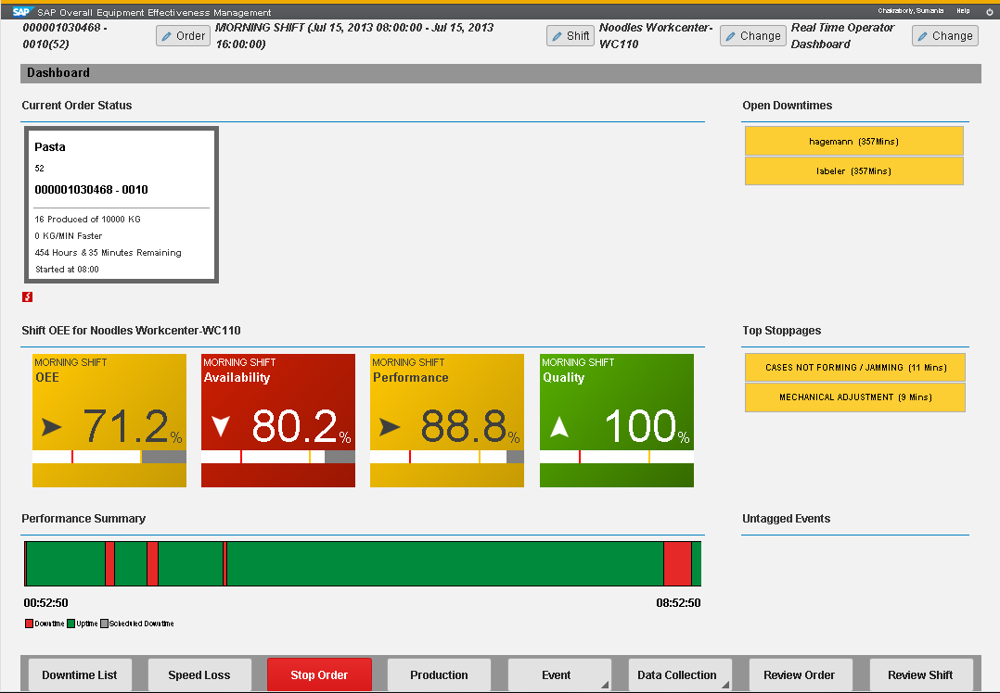 SAP SAP Overall Equipment Effectiveness Management
Chakraborty, Sumanta Help
000001030468 - 0010(52)
Order
MORNING SHIFT (Jul 15, 2013 08:00:00 - Jul 15, 2013 16:00:00)
Shift
Noodles Workcenter-WC110
Change
Real Time Operator Dashboard
Change
Dashboard
Current Order Status
Pasta
52
000001030468 - 0010
16 Produced of 10000 KG
0 KG/MIN Faster
454 Hours & 35 Minutes Remaining
Started at 08:00
Open Downtimes
hagemann (357Mins)
labeler (357Mins)
Shift OEE for Noodles Workcenter-WC110
MORNING SHIFT
OEE
71.2%
MORNING SHIFT
Availability
80.2%
MORNING SHIFT
Performance
88.8%
MORNING SHIFT
Quality
100%
Top Stoppages
CASES NOT FORMING / JAMMING (11 Mins)
MECHANICAL ADJUSTMENT (9 Mins)
Performance Summary
00:52:50 08:52:50
Downtime Uptime Scheduled Downtime
Untagged Events
Downtime List Speed Loss Stop Order Production Event Data Collection Review Order Review Shift